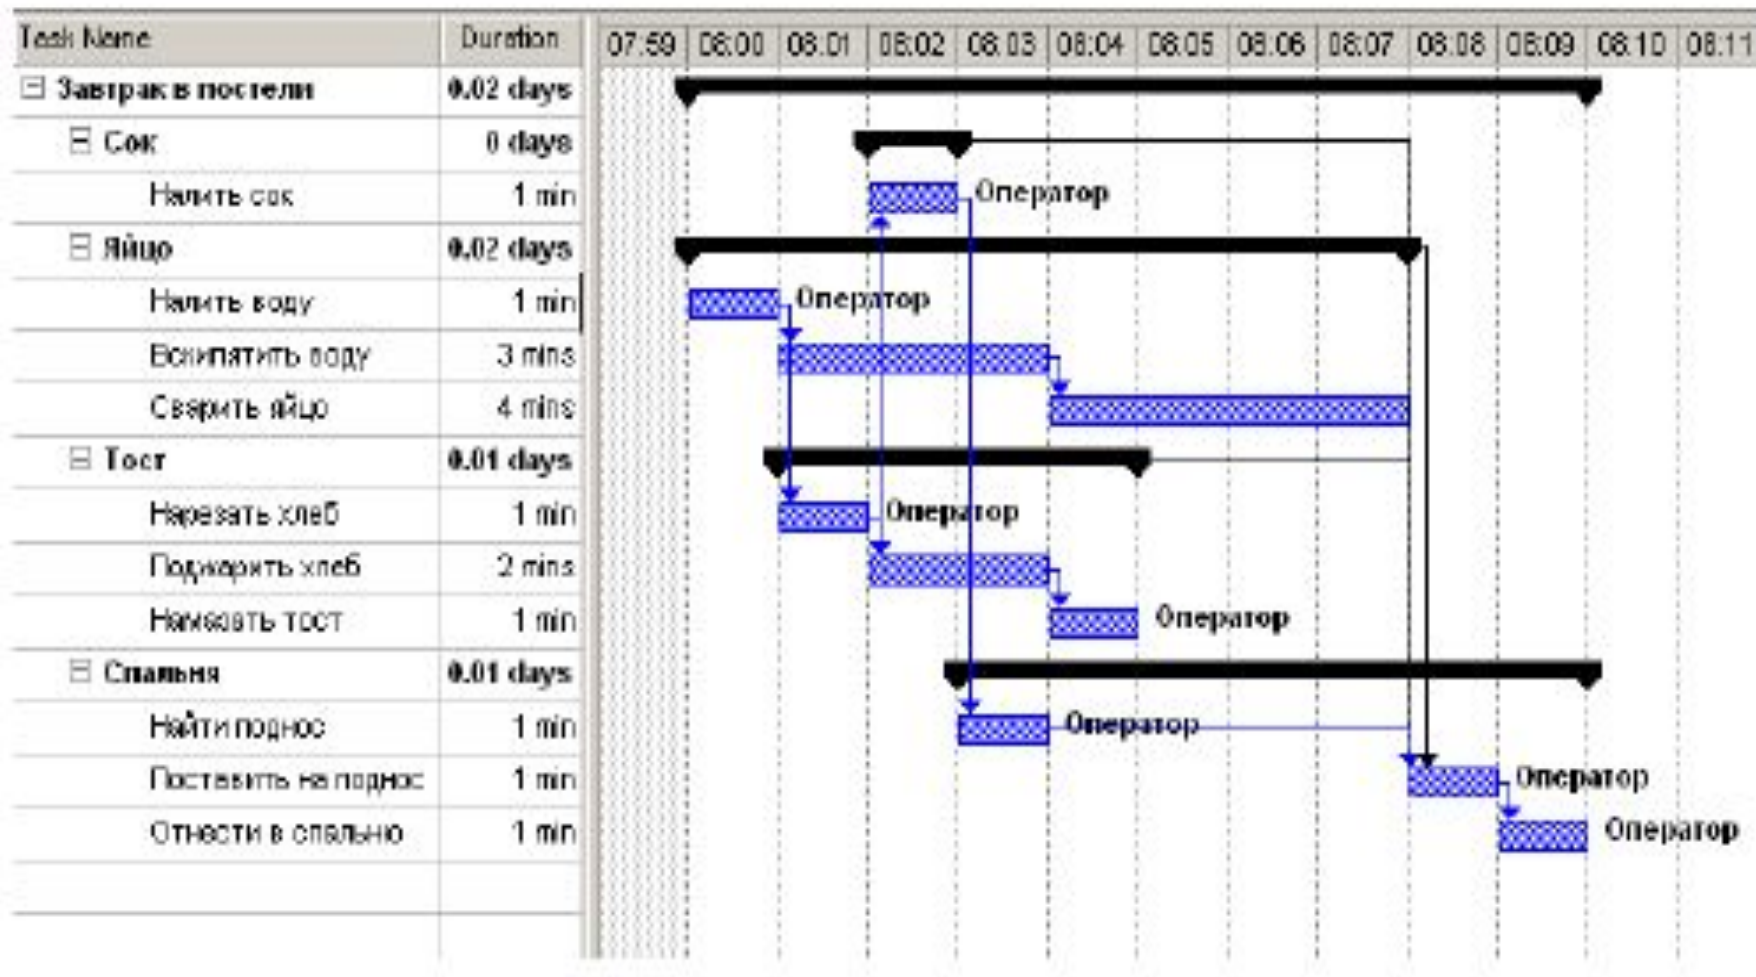 Task Name Duration 07:59 08:00 08:01 08:02 08:03 08:04 08:05 08:06 08:07 08:08 08:09 08:10 08:11
Завтрак в постели 0.02 days
Сок 0 days
Налить сок 1 min Оператор
Яйцо 0.02 days
Налить воду 1 min Оператор
Вскипятить воду 3 mins
Сварить яйцо 4 mins
Тост 0.01 days
Нарезать хлеб 1 min Оператор
Поджарить хлеб 2 mins
Намазать тост 1 min Оператор
Спальня 0.01 days
Найти поднос 1 min Оператор
Поставить на поднос 1 min Оператор
Отнести в спальню 1 min Оператор